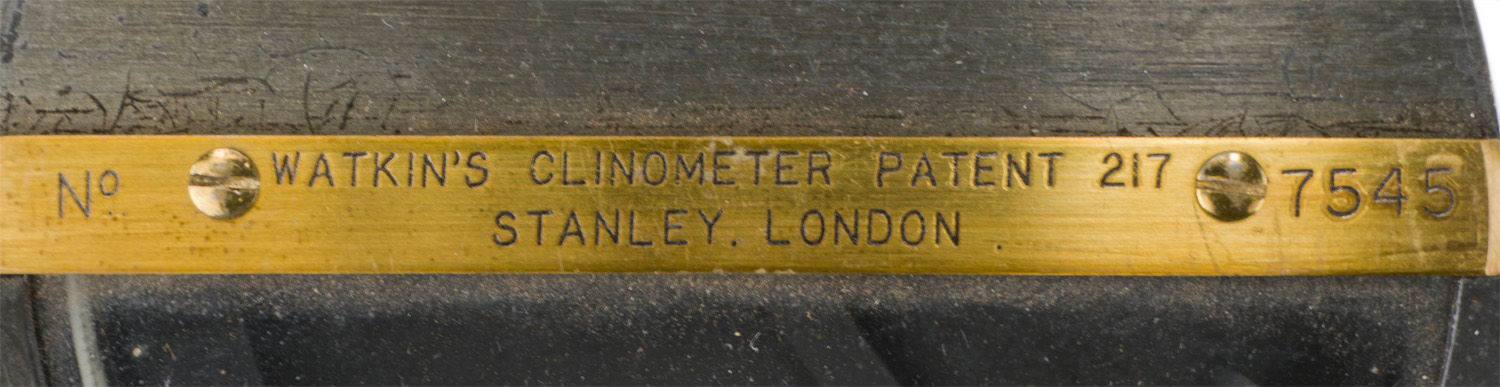 Nº WATKIN'S CLINOMETER PATENT 217 7545
STANLEY. LONDON